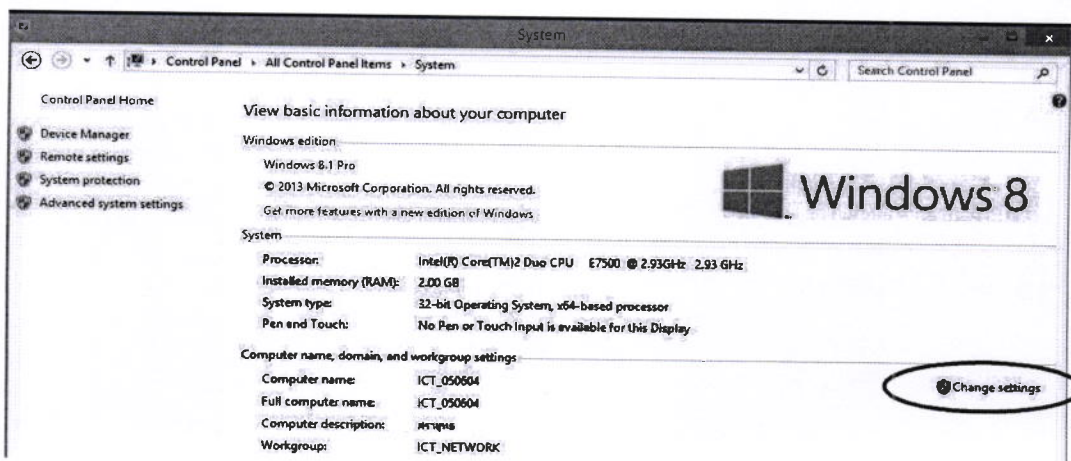 System
Control Panel ▸ All Control Panel Items ▸ System
Search Control Panel
Control Panel Home
Device Manager
Remote settings
System protection
Advanced system settings
View basic information about your computer
Windows edition
Windows 8.1 Pro
© 2013 Microsoft Corporation. All rights reserved.
Get more features with a new edition of Windows
Windows 8
System
Processor: Intel(R) Core(TM)2 Duo CPU E7500 @ 2.93GHz 2.93 GHz
Installed memory (RAM): 2.00 GB
System type: 32-bit Operating System, x64-based processor
Pen and Touch: No Pen or Touch Input is available for this Display
Computer name, domain, and workgroup settings
Computer name: ICT_050604
Change settings
Full computer name: ICT_050604
Computer description:
Workgroup: ICT_NETWORK